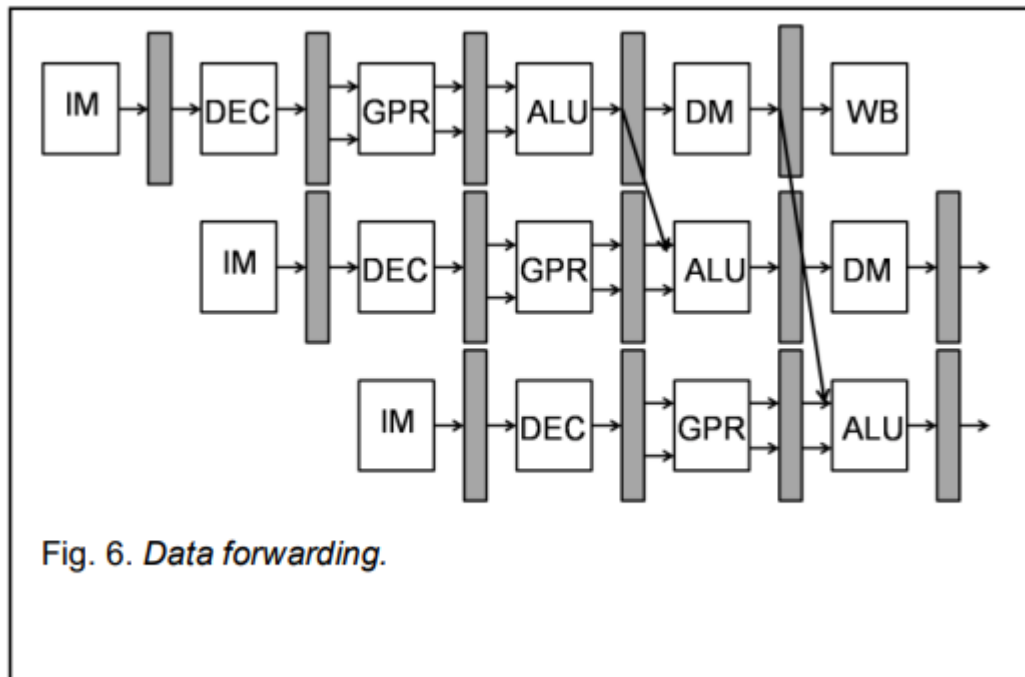 IM DEC GPR ALU DM WB
IM DEC GPR ALU DM
IM DEC GPR ALU
Fig. 6. Data forwarding.